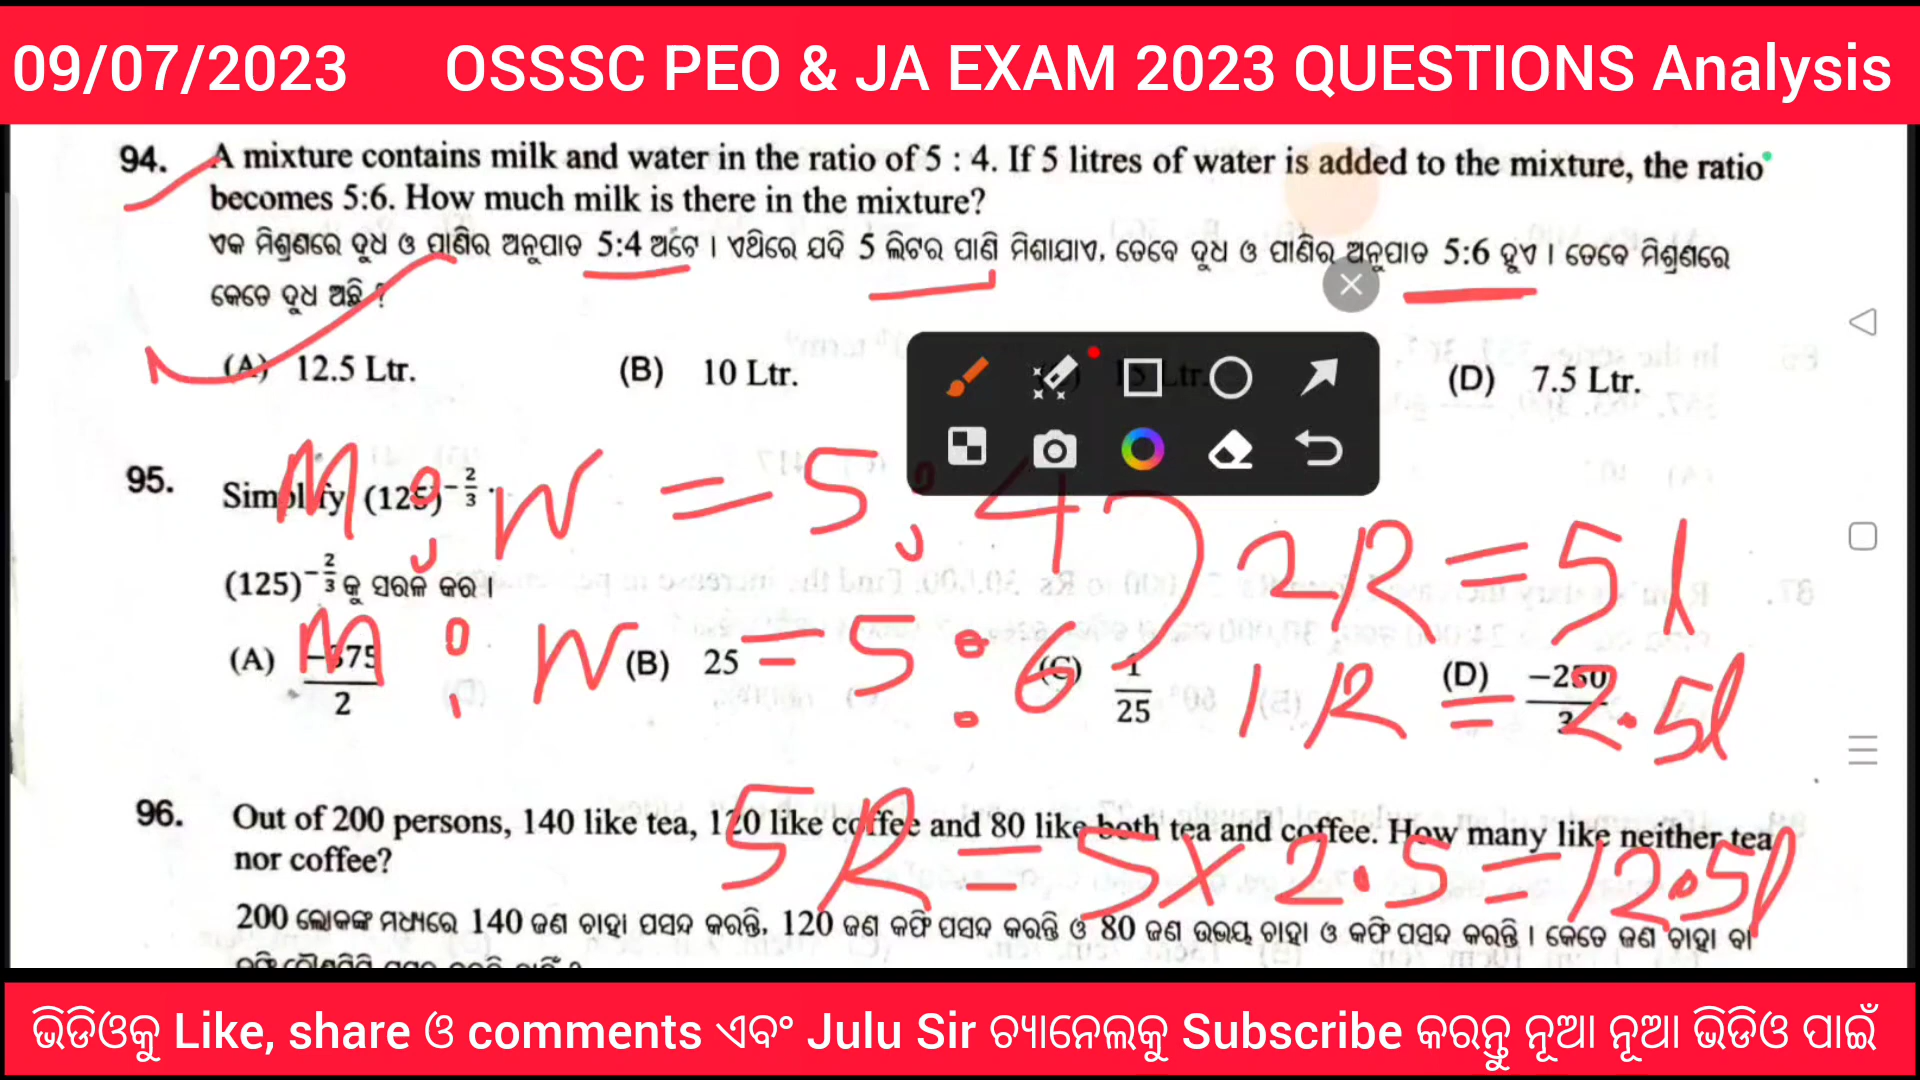 09/07/2023 OSSSC PEO & JA EXAM 2023 QUESTIONS Analysis
94. A mixture contains milk and water in the ratio of 5 : 4. If 5 litres of water is added to the mixture, the ratio
becomes 5:6. How much milk is there in the mixture?
ଏକ ମିଶ୍ରଣରେ ଦୁଧ ଓ ପାଣିର ଅନୁପାତ 5:4 ଅଟେ । ଏଥିରେ ଯଦି 5 ଲିଟର ପାଣି ମିଶାଯାଏ, ତେବେ ଦୁଧ ଓ ପାଣିର ଅନୁପାତ 5:6 ହୁଏ । ତେବେ ମିଶ୍ରଣରେ
କେତେ ଦୁଧ ଅଛି ?
(A) 12.5 Ltr. (B) 10 Ltr. (C) 15 Ltr. (D) 7.5 Ltr.
M : W = 5 : 4
95. Simplify (125)^{-2/3}.
2R = 5l
(125)^{-2/3} କୁ ସରଳ କର ।
M : W = 5 : 6
(A) -375/2 (B) 25 (C) 1/25 (D) -250/3
1R = 2.5l
96. Out of 200 persons, 140 like tea, 120 like coffee and 80 like both tea and coffee. How many like neither tea
nor coffee?
5R = 5x2.5 = 12.5l
200 ଲୋକଙ୍କ ମଧ୍ୟରେ 140 ଜଣ ଚାହା ପସନ୍ଦ କରନ୍ତି, 120 ଜଣ କଫି ପସନ୍ଦ କରନ୍ତି ଓ 80 ଜଣ ଉଭୟ ଚାହା ଓ କଫି ପସନ୍ଦ କରନ୍ତି । କେତେ ଜଣ ଚାହା ବା
ଭିଡିଓକୁ Like, share ଓ comments ଏବଂ Julu Sir ଚ୍ୟାନେଲକୁ Subscribe କରନ୍ତୁ ନୂଆ ନୂଆ ଭିଡିଓ ପାଇଁ